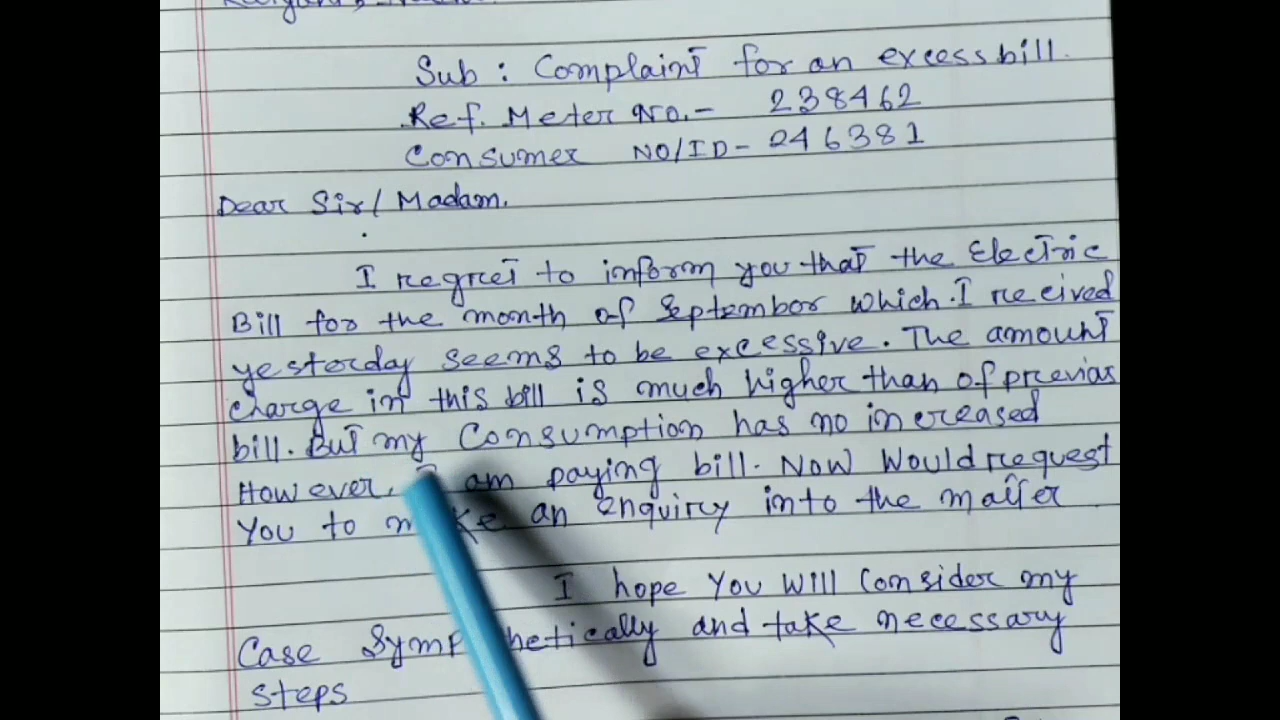 Sub : Complaint for an excess bill.
Ref. Meter No.- 238462
Consumer NO/ID- 246381
Dear Sir/ Madam.
I regret to inform you that the Electric
Bill for the month of September which I received
yesterday seems to be excessive. The amount
charge in this bill is much higher than of previas
bill. But my Consumption has no increased
However, I am paying bill. Now Would request
You to make an enquiry into the matter
I hope You Will Consider my
Case Symphetically and take necessary
steps